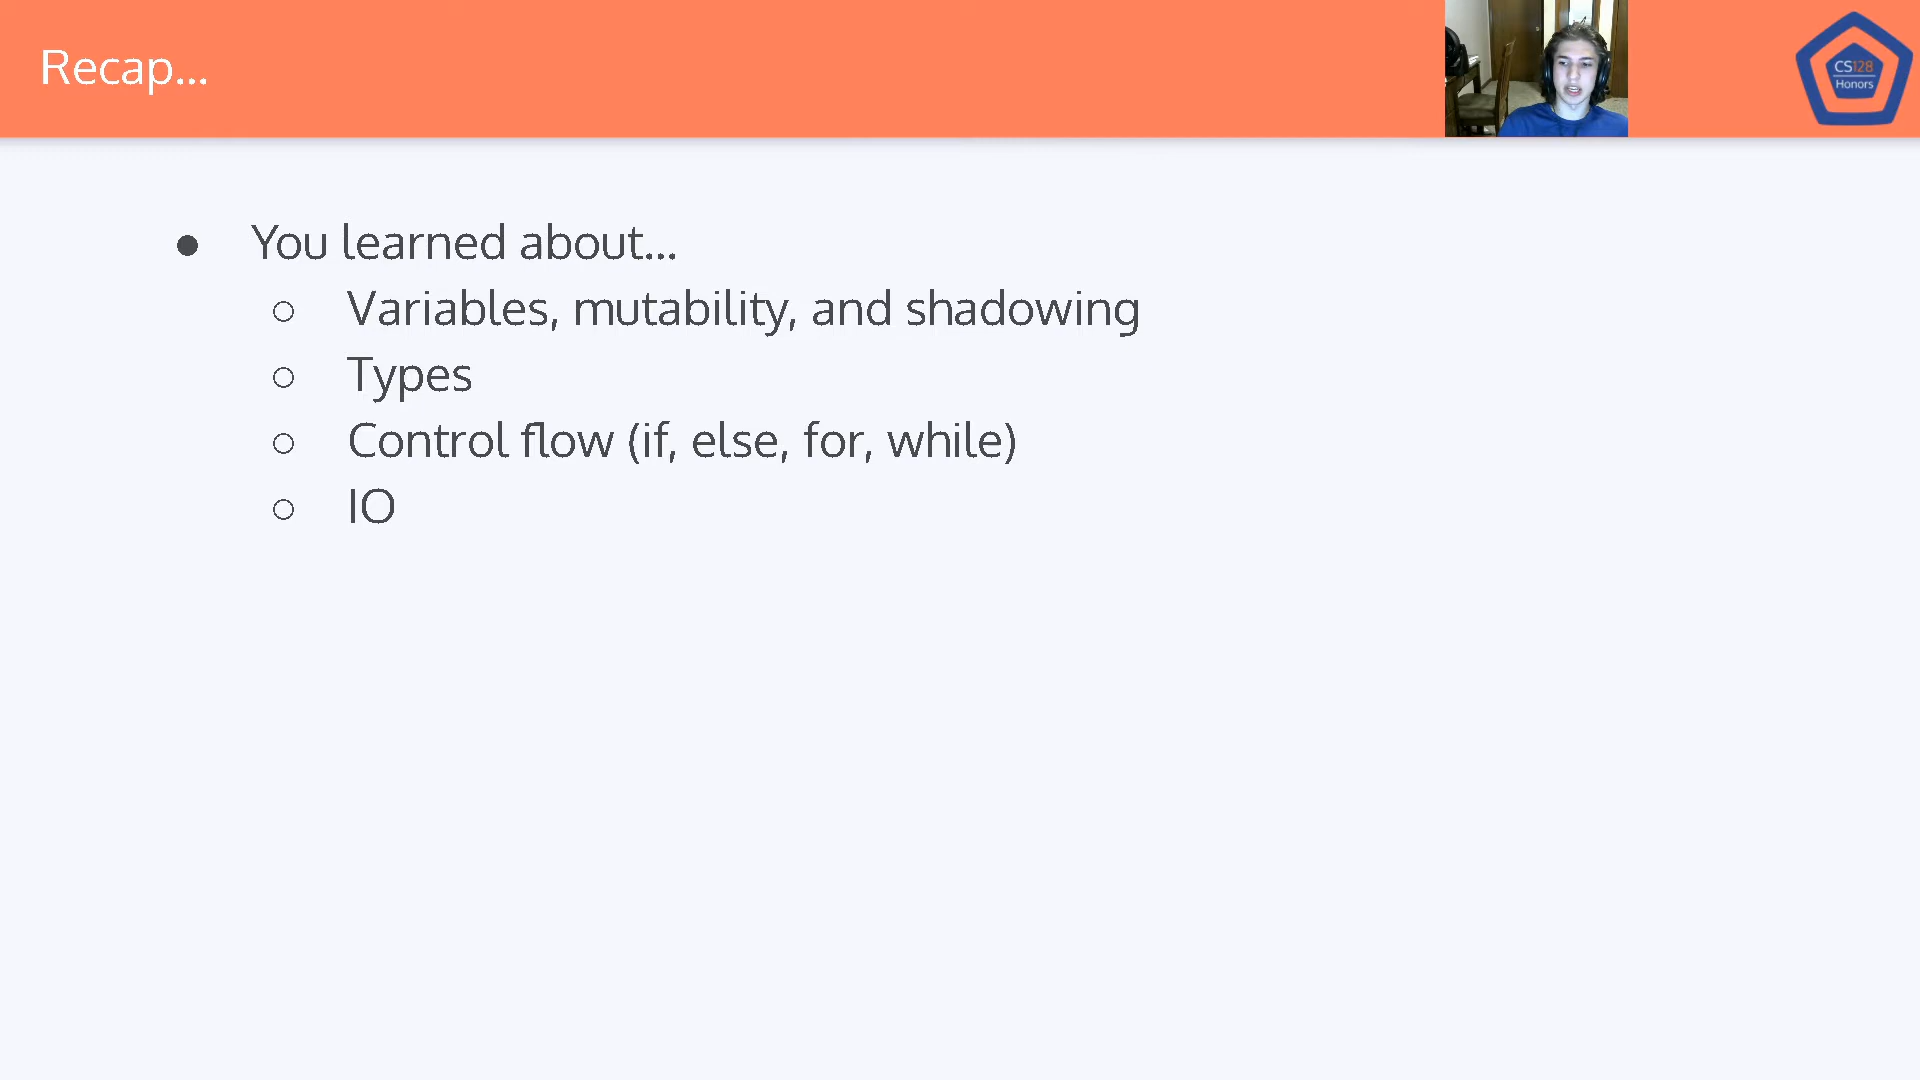 Recap...
CS128
Honors
● You learned about...
○ Variables, mutability, and shadowing
○ Types
○ Control flow (if, else, for, while)
○ IO